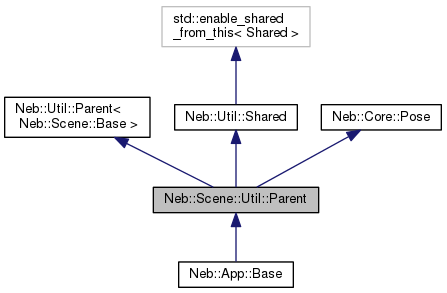 std::enable_shared
_from_this< Shared >
Neb::Util::Parent<
Neb::Scene::Base >
Neb::Util::Shared
Neb::Core::Pose
Neb::Scene::Util::Parent
Neb::App::Base